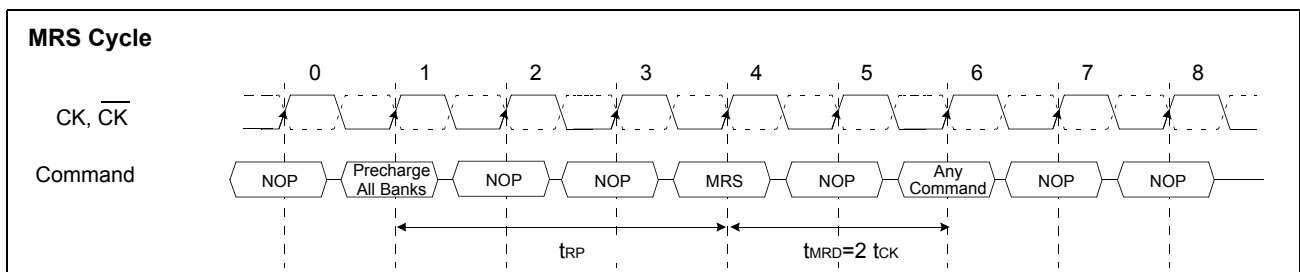 MRS Cycle
0 1 2 3 4 5 6 7 8
CK, C̅K̅
Command
NOP Precharge All Banks NOP NOP MRS NOP Any Command NOP NOP
tRP tMRD=2 tCK